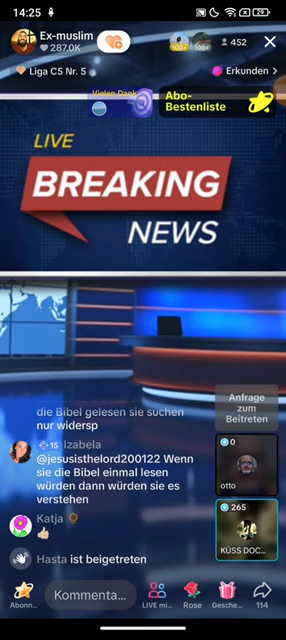 14:25
29
Ex-muslim
287.0K
100+
100+
452
Liga C5 Nr. 5
Erkunden
Vielen Dank
Abo-
Bestenliste
LIVE
BREAKING
NEWS
die Bibel gelesen sie suchen
nur widersp
15 Izabela
@jesusisthelord200122 Wenn
sie die Bibel einmal lesen
würden dann würden sie es
verstehen
Katja
Hasta ist beigetreten
Anfrage
zum
Beitreten
0
otto
265
KÜSS DOC...
Kommenta...
Abonn...
LIVE mi...
Rose
Gesche...
114